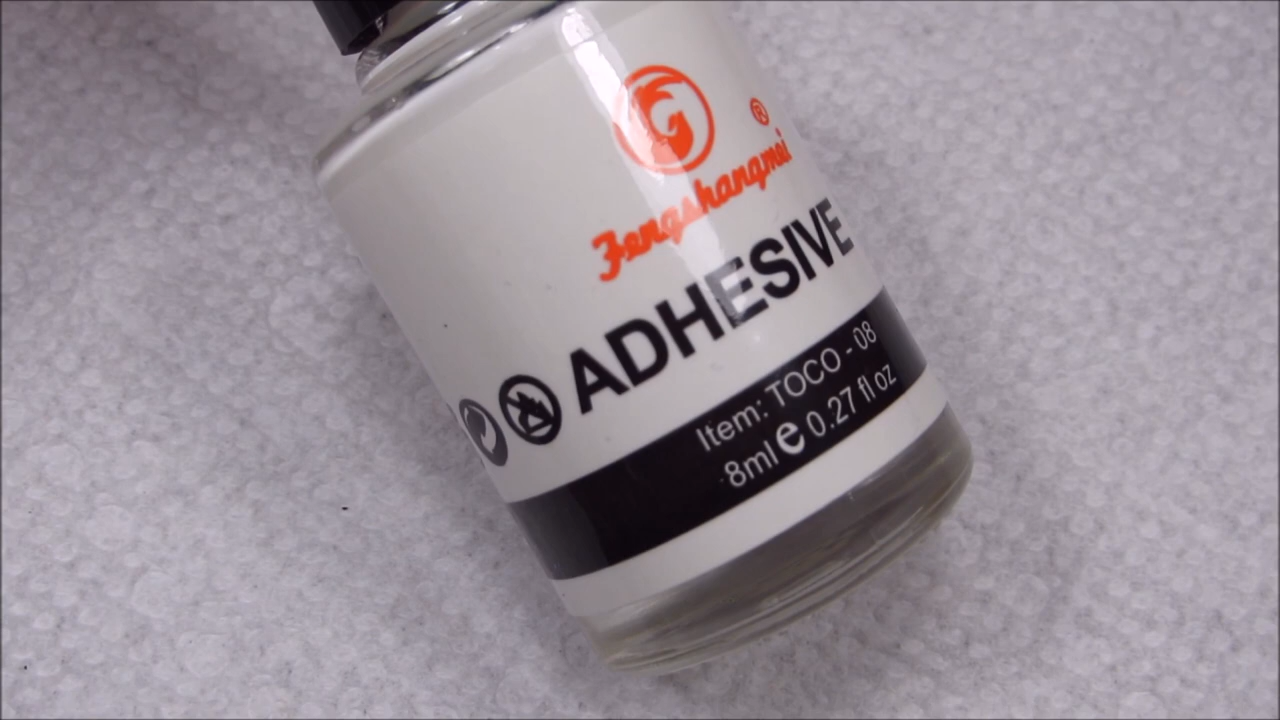 ®
Fengshangmei
ADHESIVE
Item: TOCO - 08
8ml e 0.27 fl oz